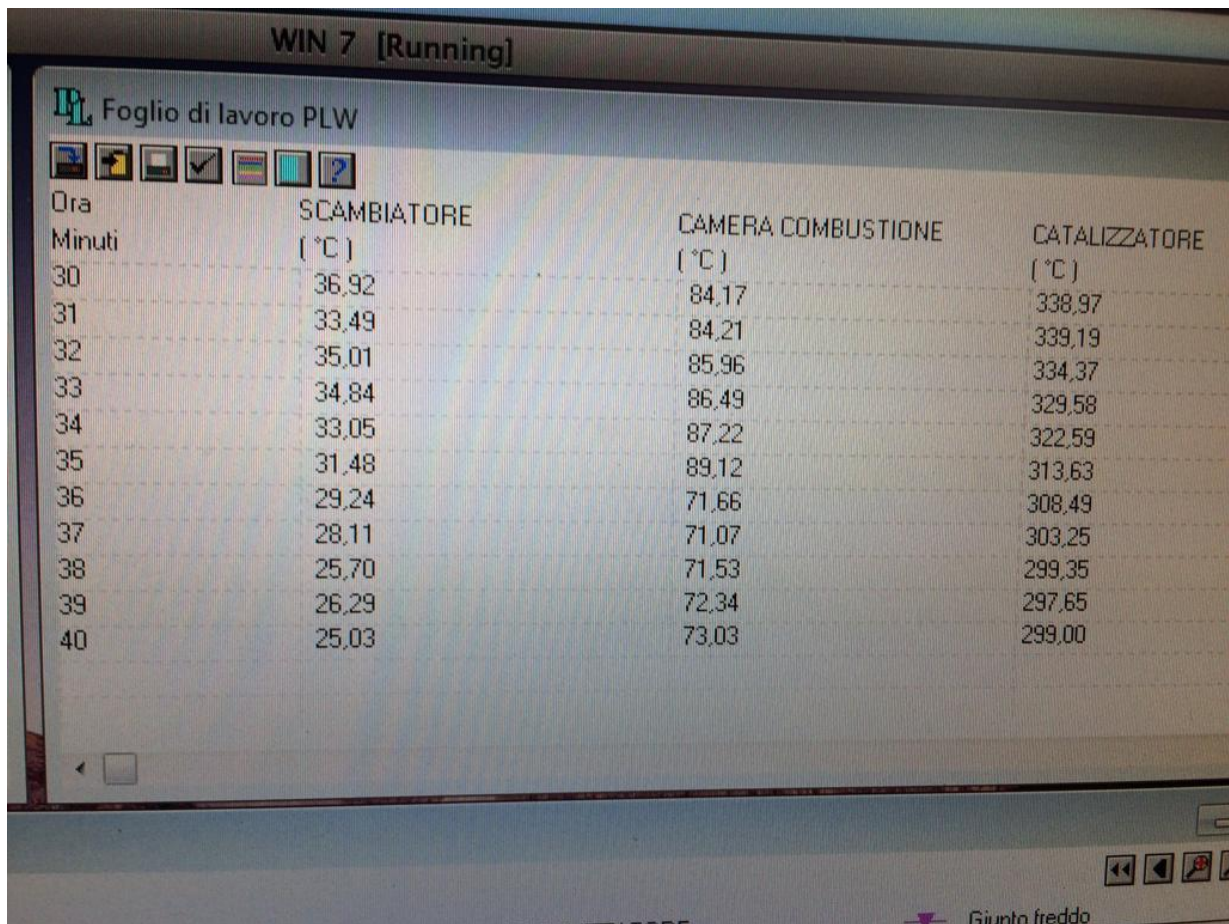 WIN 7 [Running]
Foglio di lavoro PLW
Ora SCAMBIATORE CAMERA COMBUSTIONE CATALIZZATORE
Minuti (°C) (°C) (°C)
30 36,92 84,17 338,97
31 33,49 84,21 339,19
32 35,01 85,96 334,37
33 34,84 86,49 329,58
34 33,05 87,22 322,59
35 31,48 89,12 313,63
36 29,24 71,66 308,49
37 28,11 71,07 303,25
38 25,70 71,53 299,35
39 26,29 72,34 297,65
40 25,03 73,03 299,00
Giunto freddo